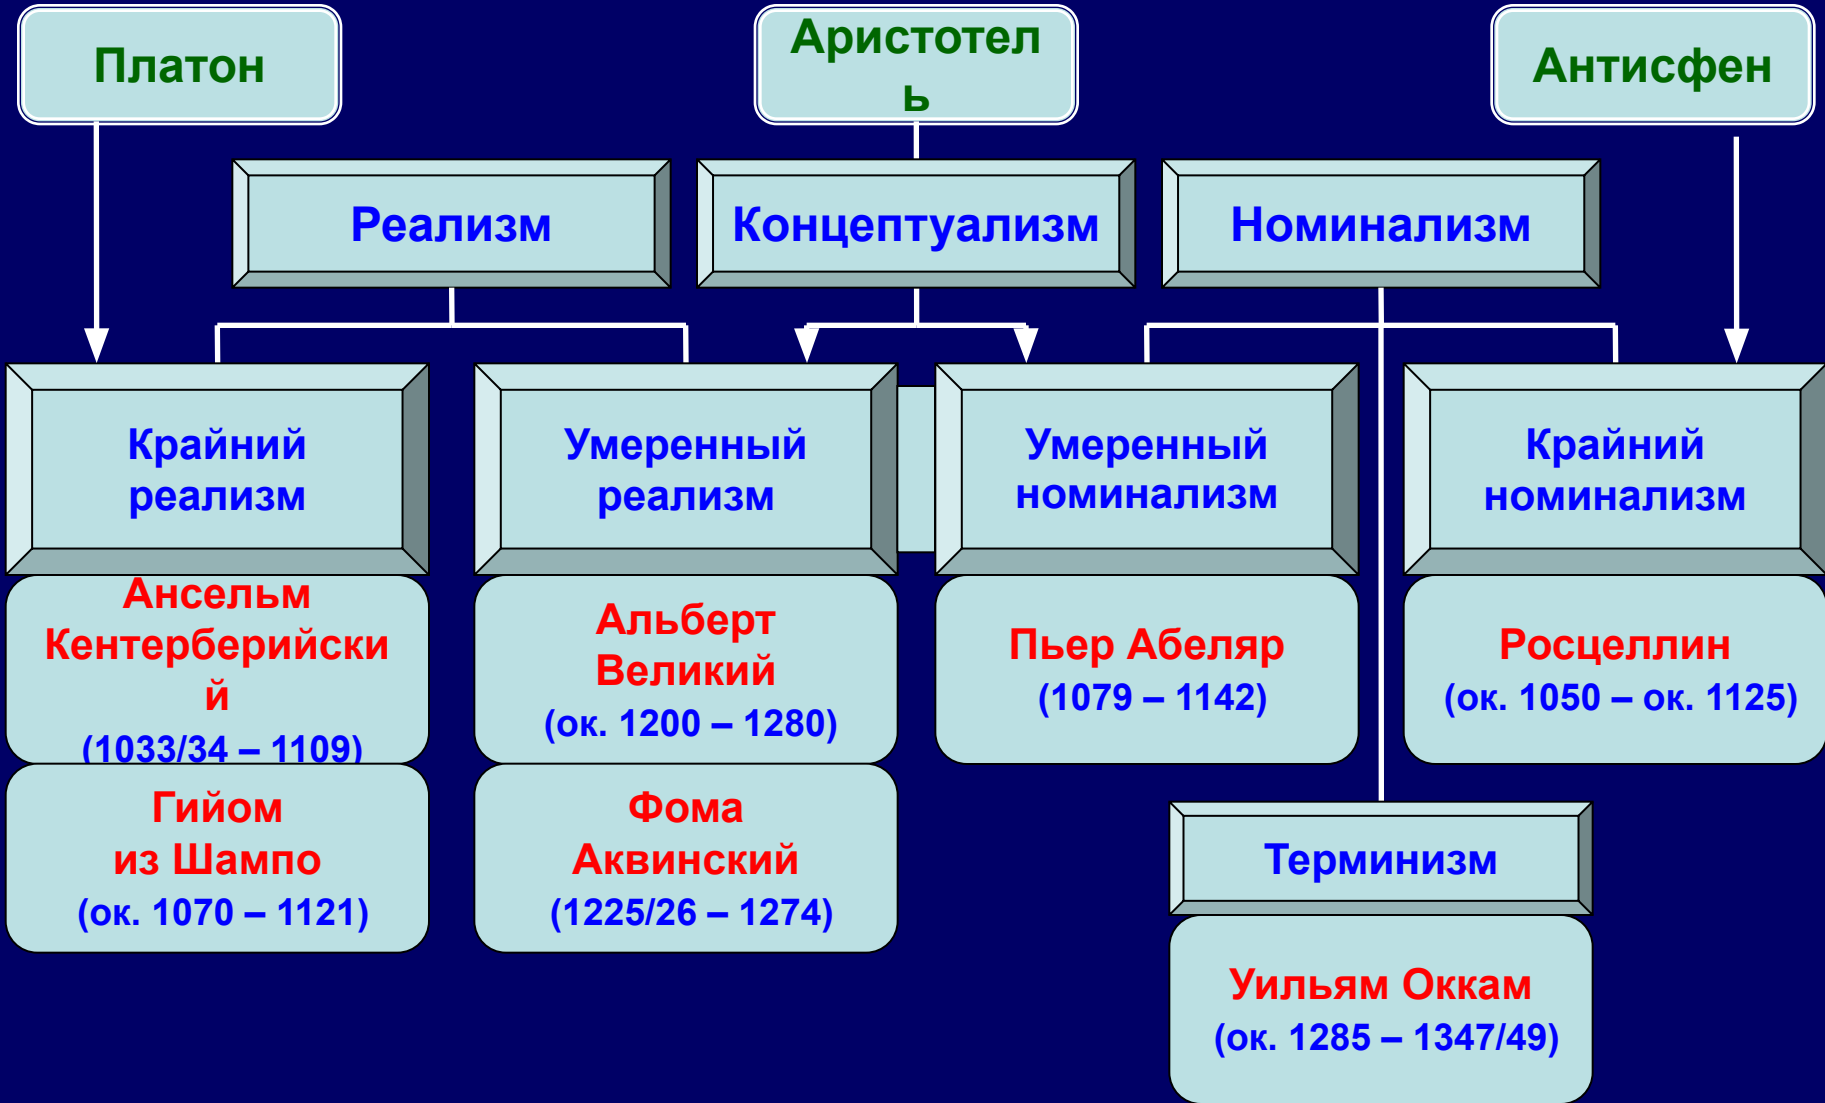 Платон
Аристотел
ь
Антисфен
Реализм
Концептуализм
Номинализм
Крайний
реализм
Умеренный
реализм
Умеренный
номинализм
Крайний
номинализм
Ансельм
Кентерберийски
й
(1033/34 – 1109)
Альберт
Великий
(ок. 1200 – 1280)
Пьер Абеляр
(1079 – 1142)
Росцеллин
(ок. 1050 – ок. 1125)
Гийом
из Шампо
(ок. 1070 – 1121)
Фома
Аквинский
(1225/26 – 1274)
Терминизм
Уильям Оккам
(ок. 1285 – 1347/49)